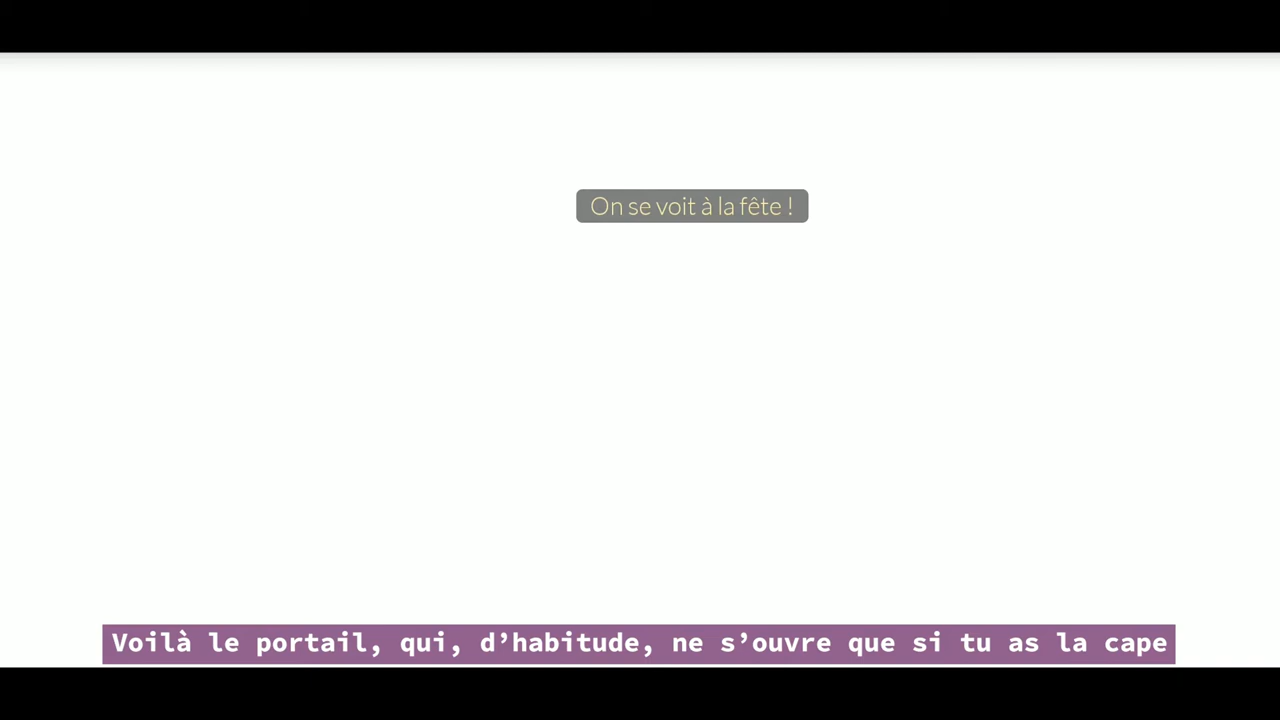 On se voit à la fête !
Voilà le portail, qui, d’habitude, ne s’ouvre que si tu as la cape